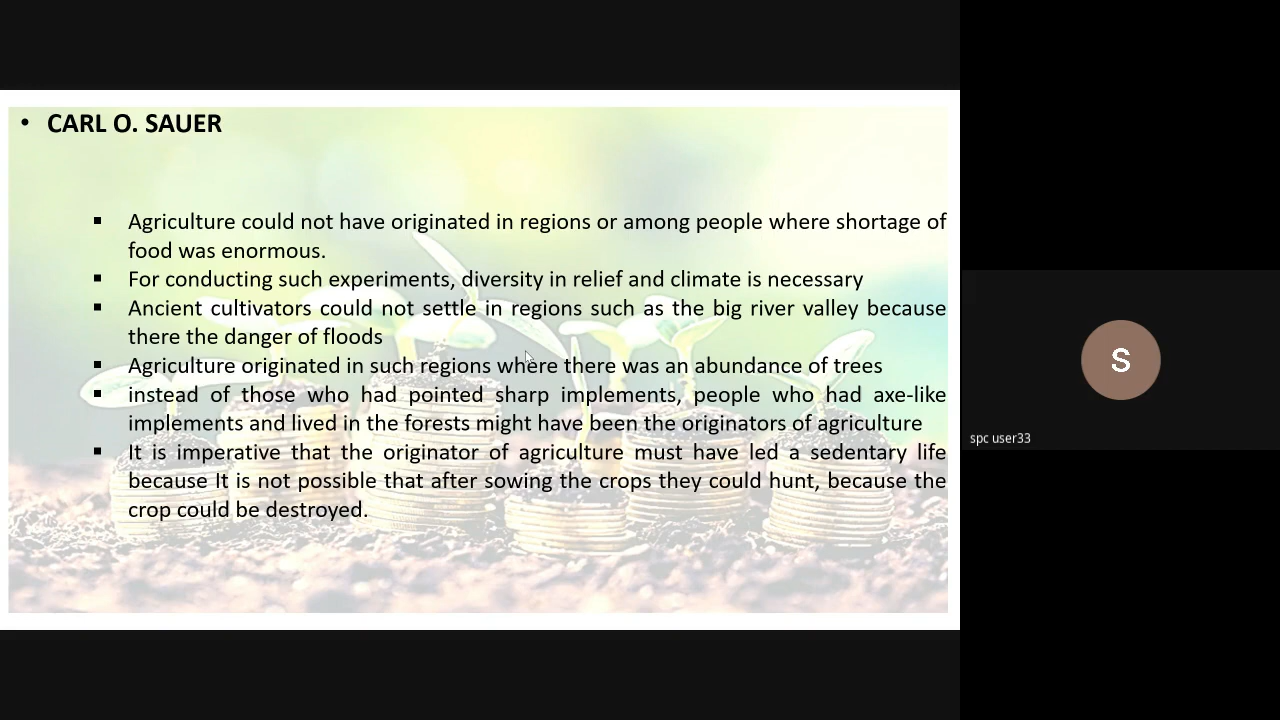 • CARL O. SAUER
▪ Agriculture could not have originated in regions or among people where shortage of
food was enormous.
▪ For conducting such experiments, diversity in relief and climate is necessary
▪ Ancient cultivators could not settle in regions such as the big river valley because
there the danger of floods
▪ Agriculture originated in such regions where there was an abundance of trees
▪ instead of those who had pointed sharp implements, people who had axe-like
implements and lived in the forests might have been the originators of agriculture
▪ It is imperative that the originator of agriculture must have led a sedentary life
because It is not possible that after sowing the crops they could hunt, because the
crop could be destroyed.
S
spc user33